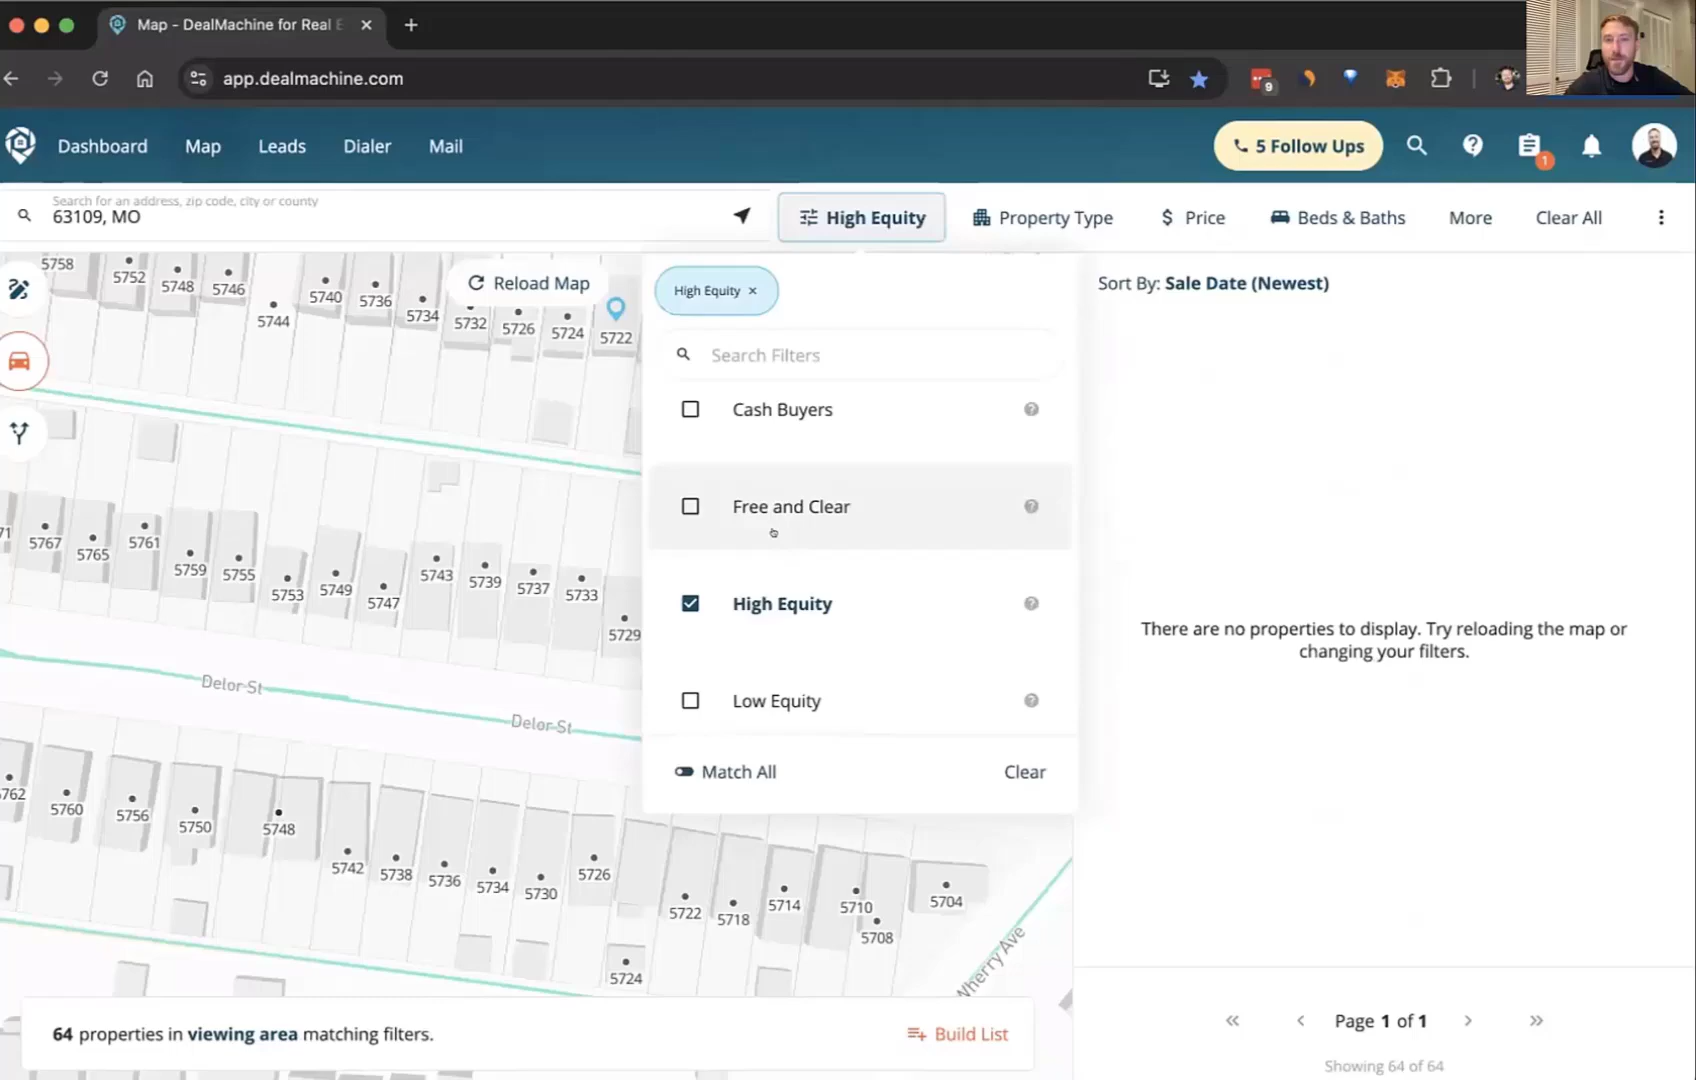 Map - DealMachine for Real E
app.dealmachine.com
9
Dashboard
Map
Leads
Dialer
Mail
5 Follow Ups
1
Search for an address, zip code, city or county
63109, MO
High Equity
Property Type
$ Price
Beds & Baths
More
Clear All
Reload Map
High Equity ×
Search Filters
Cash Buyers
Free and Clear
High Equity
Low Equity
Match All
Clear
Sort By: Sale Date (Newest)
There are no properties to display. Try reloading the map or
changing your filters.
5758
5752
5748
5746
5744
5740
5736
5734
5732
5726
5724
5722
71
5767
5765
5761
5759
5755
5753
5749
5747
5743
5739
5737
5733
5729
Delor St
Delor St
5762
5760
5756
5750
5748
5742
5738
5736
5734
5730
5726
5722
5718
5714
5710
5708
5704
5724
Wherry Ave
64 properties in viewing area matching filters.
Build List
Page 1 of 1
Showing 64 of 64